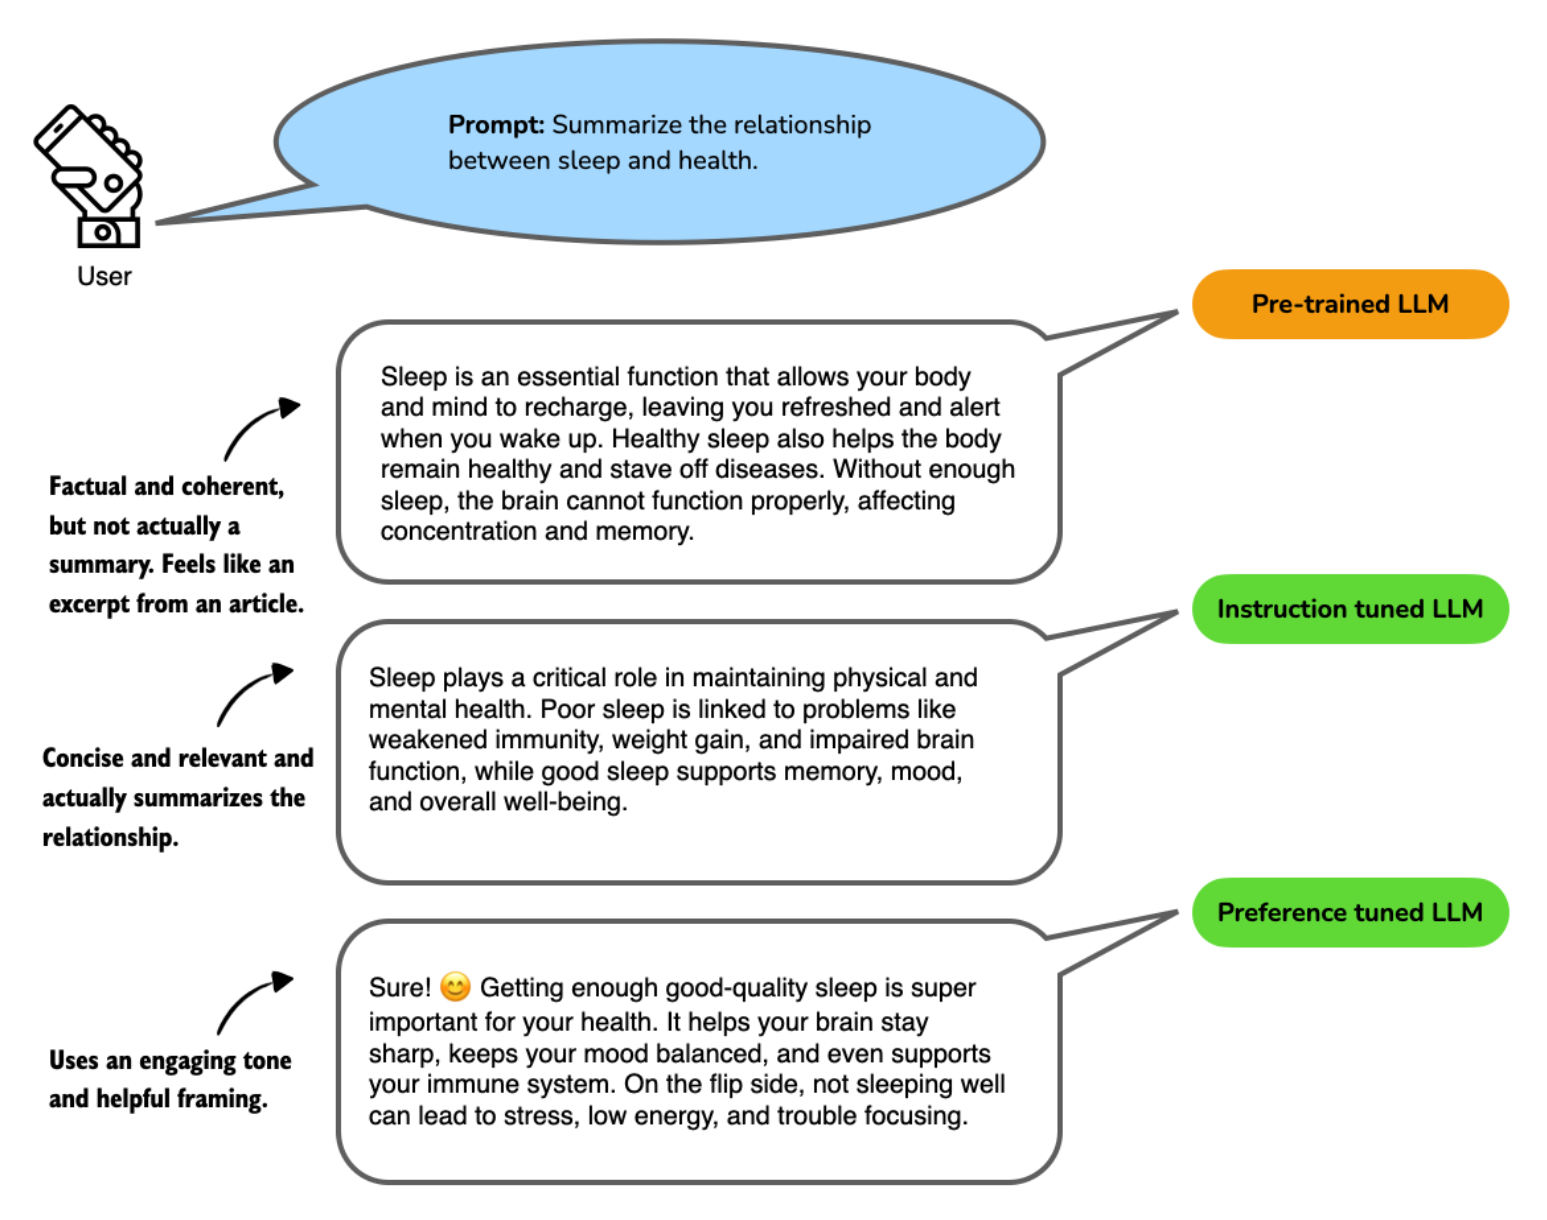 Prompt: Summarize the relationship
between sleep and health.
User
Pre-trained LLM
Sleep is an essential function that allows your body
and mind to recharge, leaving you refreshed and alert
when you wake up. Healthy sleep also helps the body
remain healthy and stave off diseases. Without enough
sleep, the brain cannot function properly, affecting
concentration and memory.
Factual and coherent,
but not actually a
summary. Feels like an
excerpt from an article.
Instruction tuned LLM
Sleep plays a critical role in maintaining physical and
mental health. Poor sleep is linked to problems like
weakened immunity, weight gain, and impaired brain
function, while good sleep supports memory, mood,
and overall well-being.
Concise and relevant and
actually summarizes the
relationship.
Preference tuned LLM
Sure! 😊 Getting enough good-quality sleep is super
important for your health. It helps your brain stay
sharp, keeps your mood balanced, and even supports
your immune system. On the flip side, not sleeping well
can lead to stress, low energy, and trouble focusing.
Uses an engaging tone
and helpful framing.